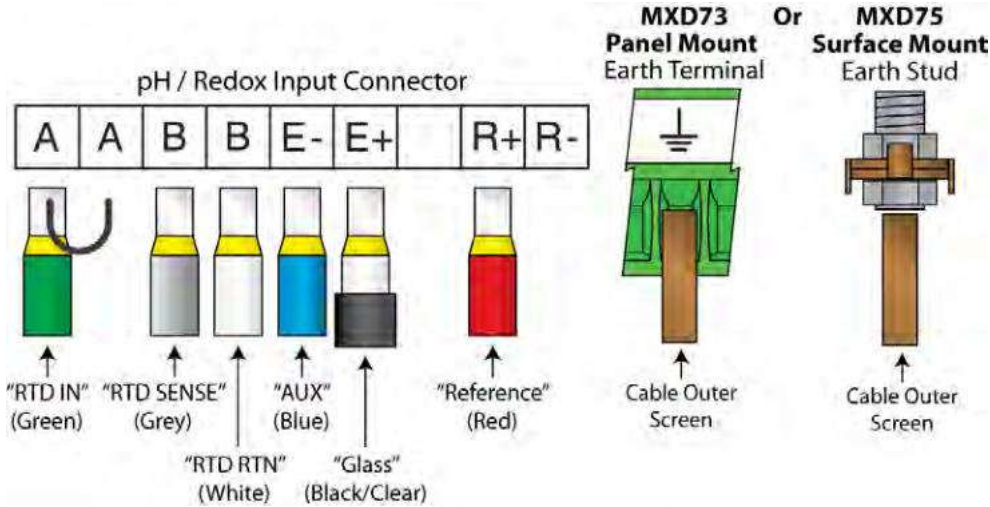 MXD73 Or MXD75
Panel Mount Surface Mount
Earth Terminal Earth Stud
pH / Redox Input Connector
A A B B E- E+ R+ R-
"RTD IN" "RTD SENSE" "AUX" "Reference" Cable Outer Cable Outer
(Green) (Grey) (Blue) (Red) Screen Screen
"RTD RTN" "Glass"
(White) (Black/Clear)